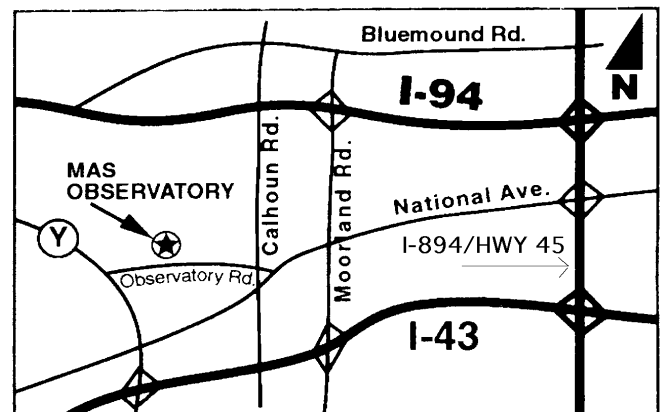 Bluemound Rd.
I-94
N
MAS
OBSERVATORY
Calhoun Rd.
Moorland Rd.
National Ave.
Y
I-894/HWY 45
Observatory Rd.
I-43